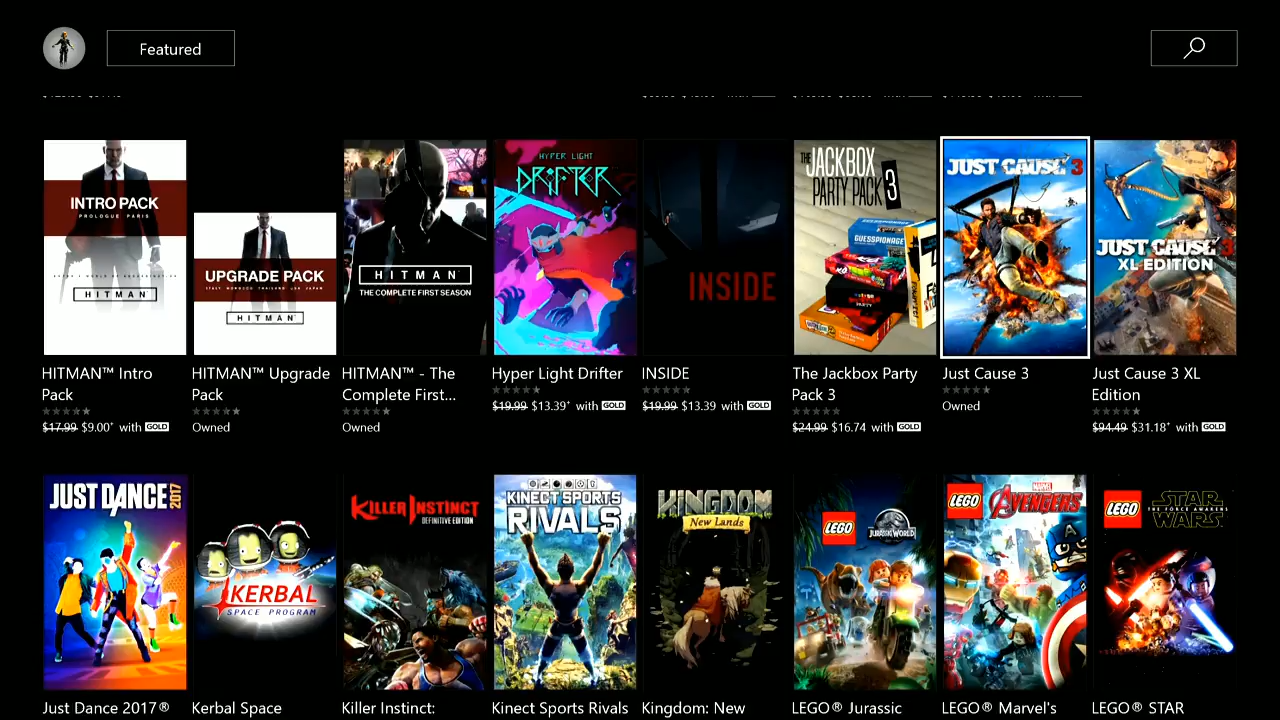 Featured
INTRO PACK
PROLOGUE PARIS
HITMAN
UPGRADE PACK
ITALY MOROCCO THAILAND USA JAPAN
HITMAN
HITMAN
THE COMPLETE FIRST SEASON
HYPER LIGHT
DRIFTER
INSIDE
THE JACKBOX
PARTY PACK 3
GUESSPIONAGE
JUST CAUSE 3
JUST CAUSE 3
XL EDITION
HITMAN™ Intro
Pack
$17.99 $9.00+ with GOLD
HITMAN™ Upgrade
Pack
Owned
HITMAN™ - The
Complete First...
Owned
Hyper Light Drifter
$19.99 $13.39+ with GOLD
INSIDE
$19.99 $13.39 with GOLD
The Jackbox Party
Pack 3
$24.99 $16.74 with GOLD
Just Cause 3
Owned
Just Cause 3 XL
Edition
$94.49 $31.18+ with GOLD
JUST DANCE 2017
KERBAL
SPACE PROGRAM
KILLER INSTINCT
DEFINITIVE EDITION
KINECT SPORTS
RIVALS
KINGDOM
New Lands
LEGO JURASSIC WORLD
LEGO MARVEL AVENGERS
LEGO STAR WARS
THE FORCE AWAKENS
Just Dance 2017®
Kerbal Space
Killer Instinct:
Kinect Sports Rivals
Kingdom: New
LEGO® Jurassic
LEGO® Marvel's
LEGO® STAR